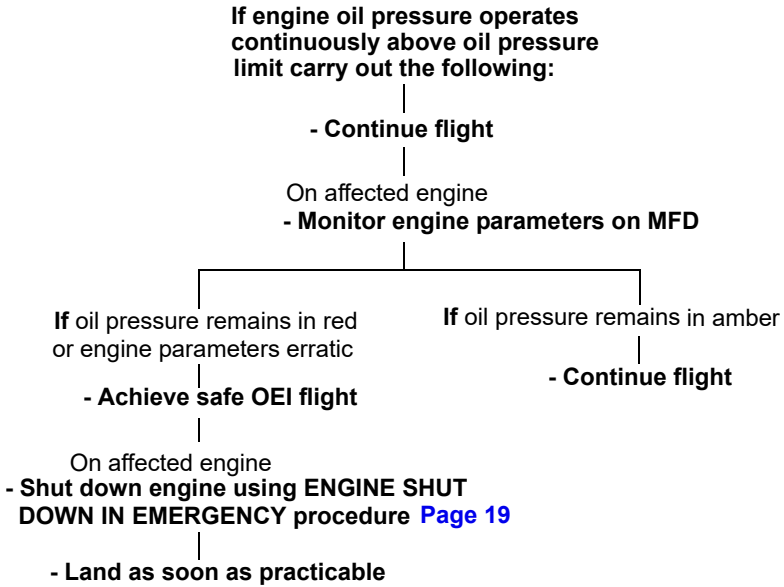 If engine oil pressure operates
continuously above oil pressure
limit carry out the following:
- Continue flight
On affected engine
- Monitor engine parameters on MFD
If oil pressure remains in red
or engine parameters erratic
- Achieve safe OEI flight
On affected engine
- Shut down engine using ENGINE SHUT
DOWN IN EMERGENCY procedure Page 19
- Land as soon as practicable
If oil pressure remains in amber
- Continue flight